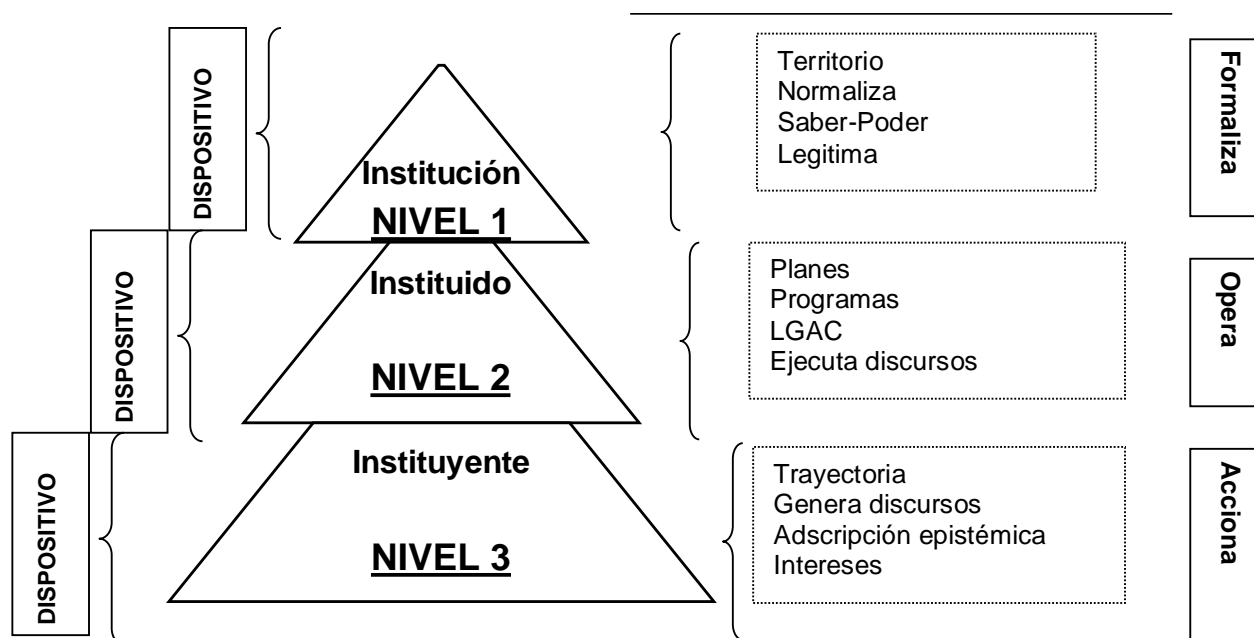 DISPOSITIVO
Institución
NIVEL 1
Territorio
Normaliza
Saber-Poder
Legitima
Formaliza
DISPOSITIVO
Instituido
NIVEL 2
Planes
Programas
LGAC
Ejecuta discursos
Opera
DISPOSITIVO
Instituyente
NIVEL 3
Trayectoria
Genera discursos
Adscripción epistémica
Intereses
Acciona